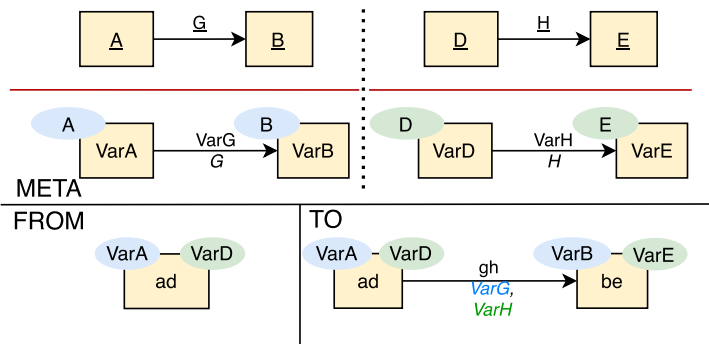 A
G
B
D
H
E
A
VarA
VarG
G
B
VarB
D
VarD
VarH
H
E
VarE
META
FROM
VarA
VarD
ad
TO
VarA
VarD
ad
gh
VarG,
VarH
VarB
VarE
be